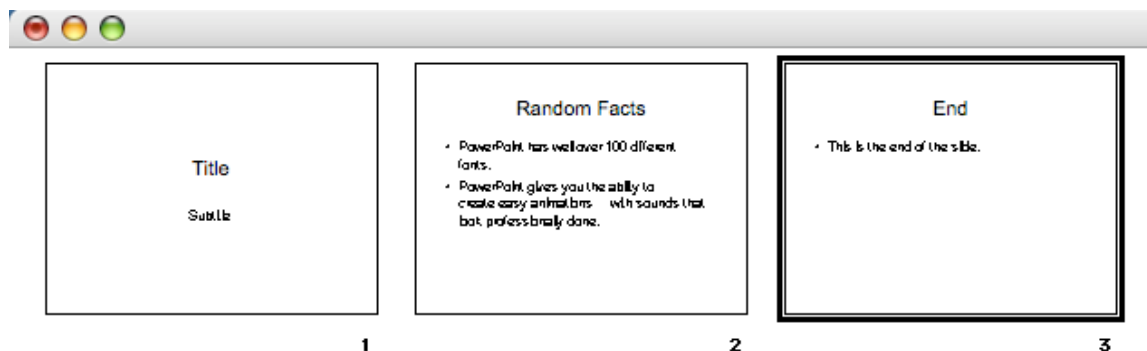 Title
Subtitle
1
Random Facts
• PowerPoint has well over 100 different
fonts.
• PowerPoint gives you the ability to
create easy animations with sounds that
look professionally done.
2
End
• This is the end of the slide.
3